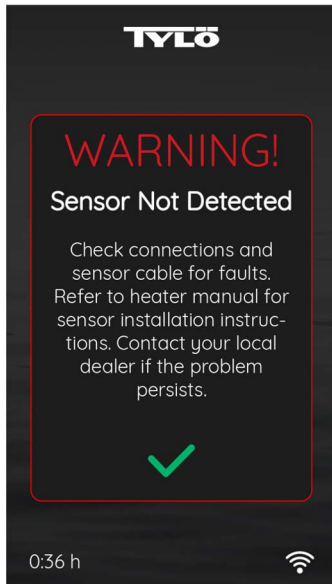 TYLÖ
WARNING!
Sensor Not Detected
Check connections and
sensor cable for faults.
Refer to heater manual for
sensor installation instruc-
tions. Contact your local
dealer if the problem
persists.
0:36 h